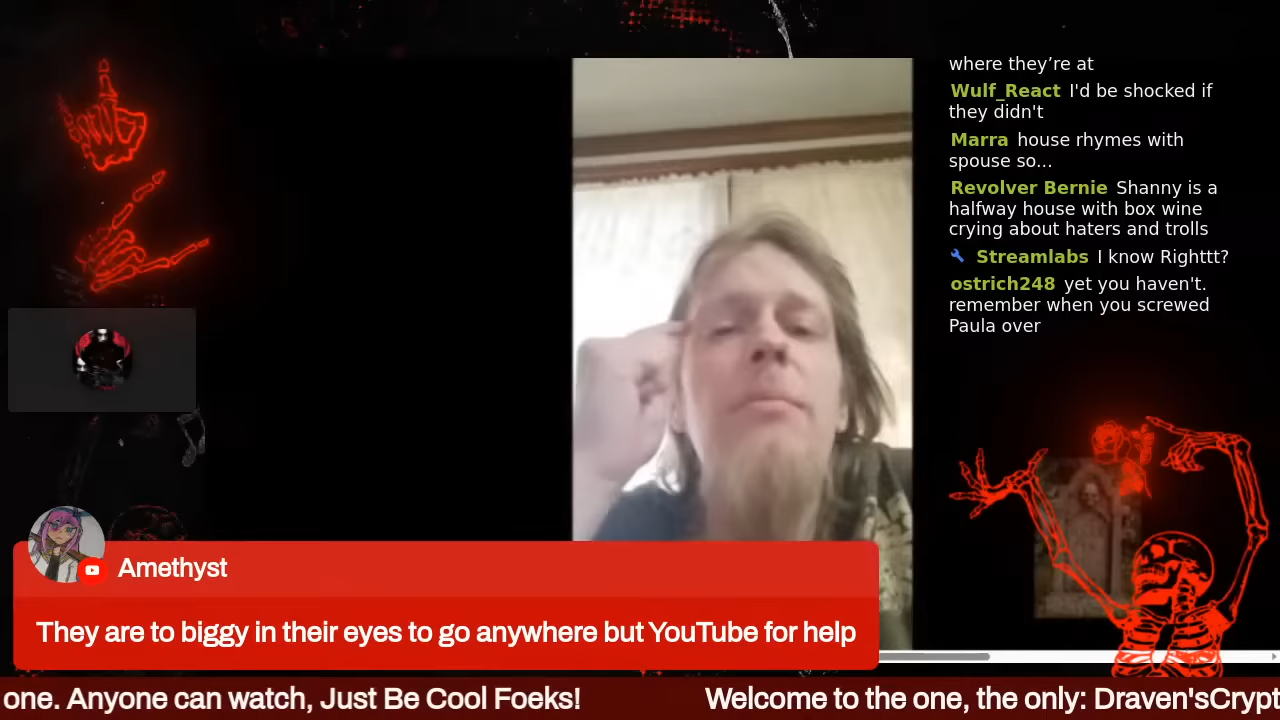 where they’re at
Wulf_React I'd be shocked if
they didn't
Marra house rhymes with
spouse so...
Revolver Bernie Shanny is a
halfway house with box wine
crying about haters and trolls
Streamlabs I know Righttt?
ostrich248 yet you haven't.
remember when you screwed
Paula over
Amethyst
They are to biggy in their eyes to go anywhere but YouTube for help
one. Anyone can watch, Just Be Cool Foeks! Welcome to the one, the only: Draven'sCrypt